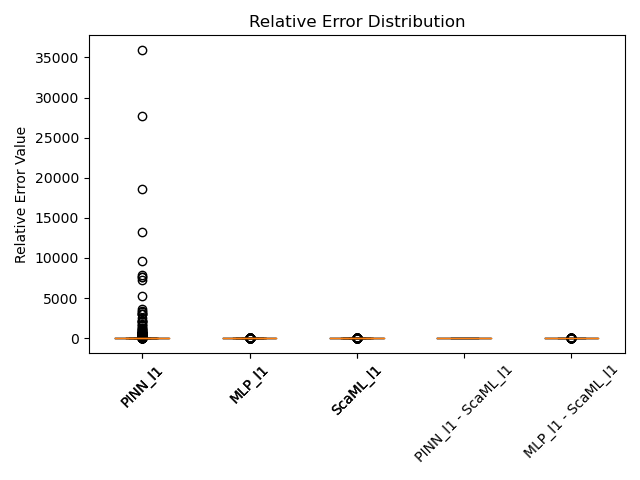 Relative Error Distribution
Relative Error Value
35000
30000
25000
20000
15000
10000
5000
0
PINN_l1
MLP_l1
ScaML_l1
PINN_l1 - ScaML_l1
MLP_l1 - ScaML_l1